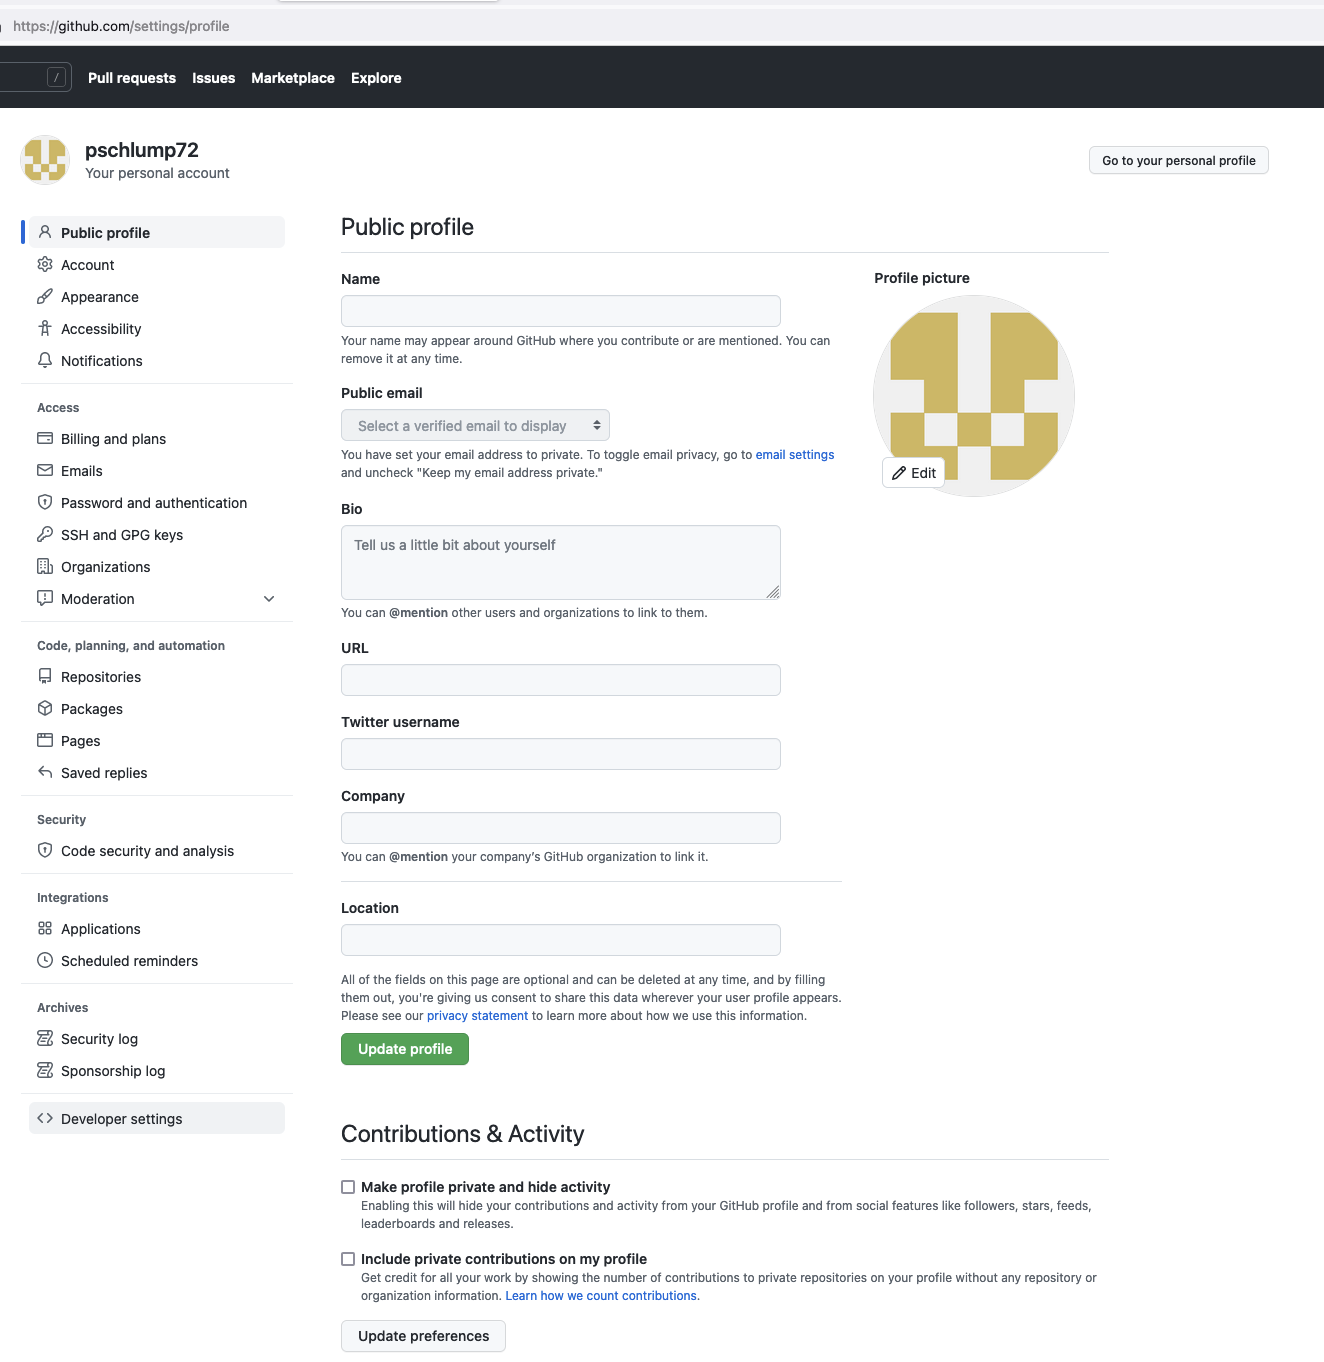 https://github.com/settings/profile
/
Pull requests Issues Marketplace Explore
pschlump72
Your personal account
Go to your personal profile
Public profile
Account
Appearance
Accessibility
Notifications
Access
Billing and plans
Emails
Password and authentication
SSH and GPG keys
Organizations
Moderation
Code, planning, and automation
Repositories
Packages
Pages
Saved replies
Security
Code security and analysis
Integrations
Applications
Scheduled reminders
Archives
Security log
Sponsorship log
Developer settings
Public profile
Name
Your name may appear around GitHub where you contribute or are mentioned. You can
remove it at any time.
Public email
Select a verified email to display
You have set your email address to private. To toggle email privacy, go to email settings
and uncheck "Keep my email address private."
Bio
Tell us a little bit about yourself
You can @mention other users and organizations to link to them.
URL
Twitter username
Company
You can @mention your company's GitHub organization to link it.
Location
All of the fields on this page are optional and can be deleted at any time, and by filling
them out, you're giving us consent to share this data wherever your user profile appears.
Please see our privacy statement to learn more about how we use this information.
Update profile
Profile picture
Edit
Contributions & Activity
Make profile private and hide activity
Enabling this will hide your contributions and activity from your GitHub profile and from social features like followers, stars, feeds,
leaderboards and releases.
Include private contributions on my profile
Get credit for all your work by showing the number of contributions to private repositories on your profile without any repository or
organization information. Learn how we count contributions.
Update preferences